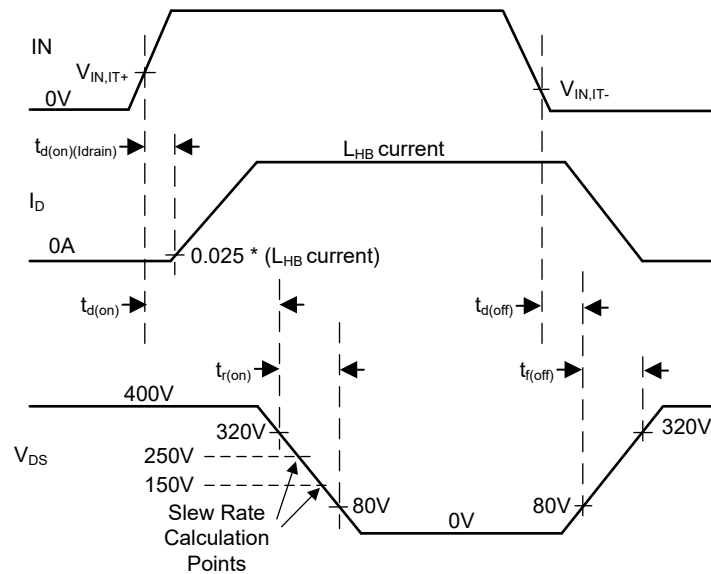 IN
V_IN,IT+
0V
V_IN,IT-
t_d(on)(Idrain)
L_HB current
I_D
0A
0.025 * (L_HB current)
t_d(on)
t_d(off)
t_r(on)
t_f(off)
400V
320V
320V
V_DS
250V
150V
80V
0V
80V
Slew Rate
Calculation
Points